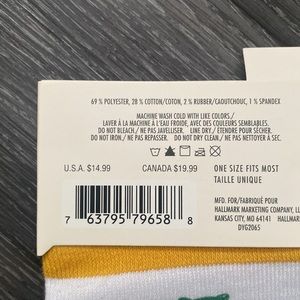 69 % POLYESTER, 28 % COTTON/COTON, 2 % RUBBER/CAOUTCHOUC, 1 % SPANDEX
MACHINE WASH COLD WITH LIKE COLORS/
LAVER À LA MACHINE À L'EAU FROIDE, AVEC DES COULEURS SEMBLABLES.
DO NOT BLEACH/ NE PAS JAVELLISER. LINE DRY/ ÉTENDRE POUR SÉCHER.
DO NOT IRON/ NE PAS REPASSER. DO NOT DRY CLEAN/ NE PAS NETTOYER À SEC.
U.S.A. $14.99
CANADA $19.99
ONE SIZE FITS MOST
TAILLE UNIQUE
7 63795 79658 8
MFD. FOR/FABRIQUÉ POUR
HALLMARK MARKETING COMPANY,
KANSAS CITY, MO 64141
HALLMARK
DYG2065